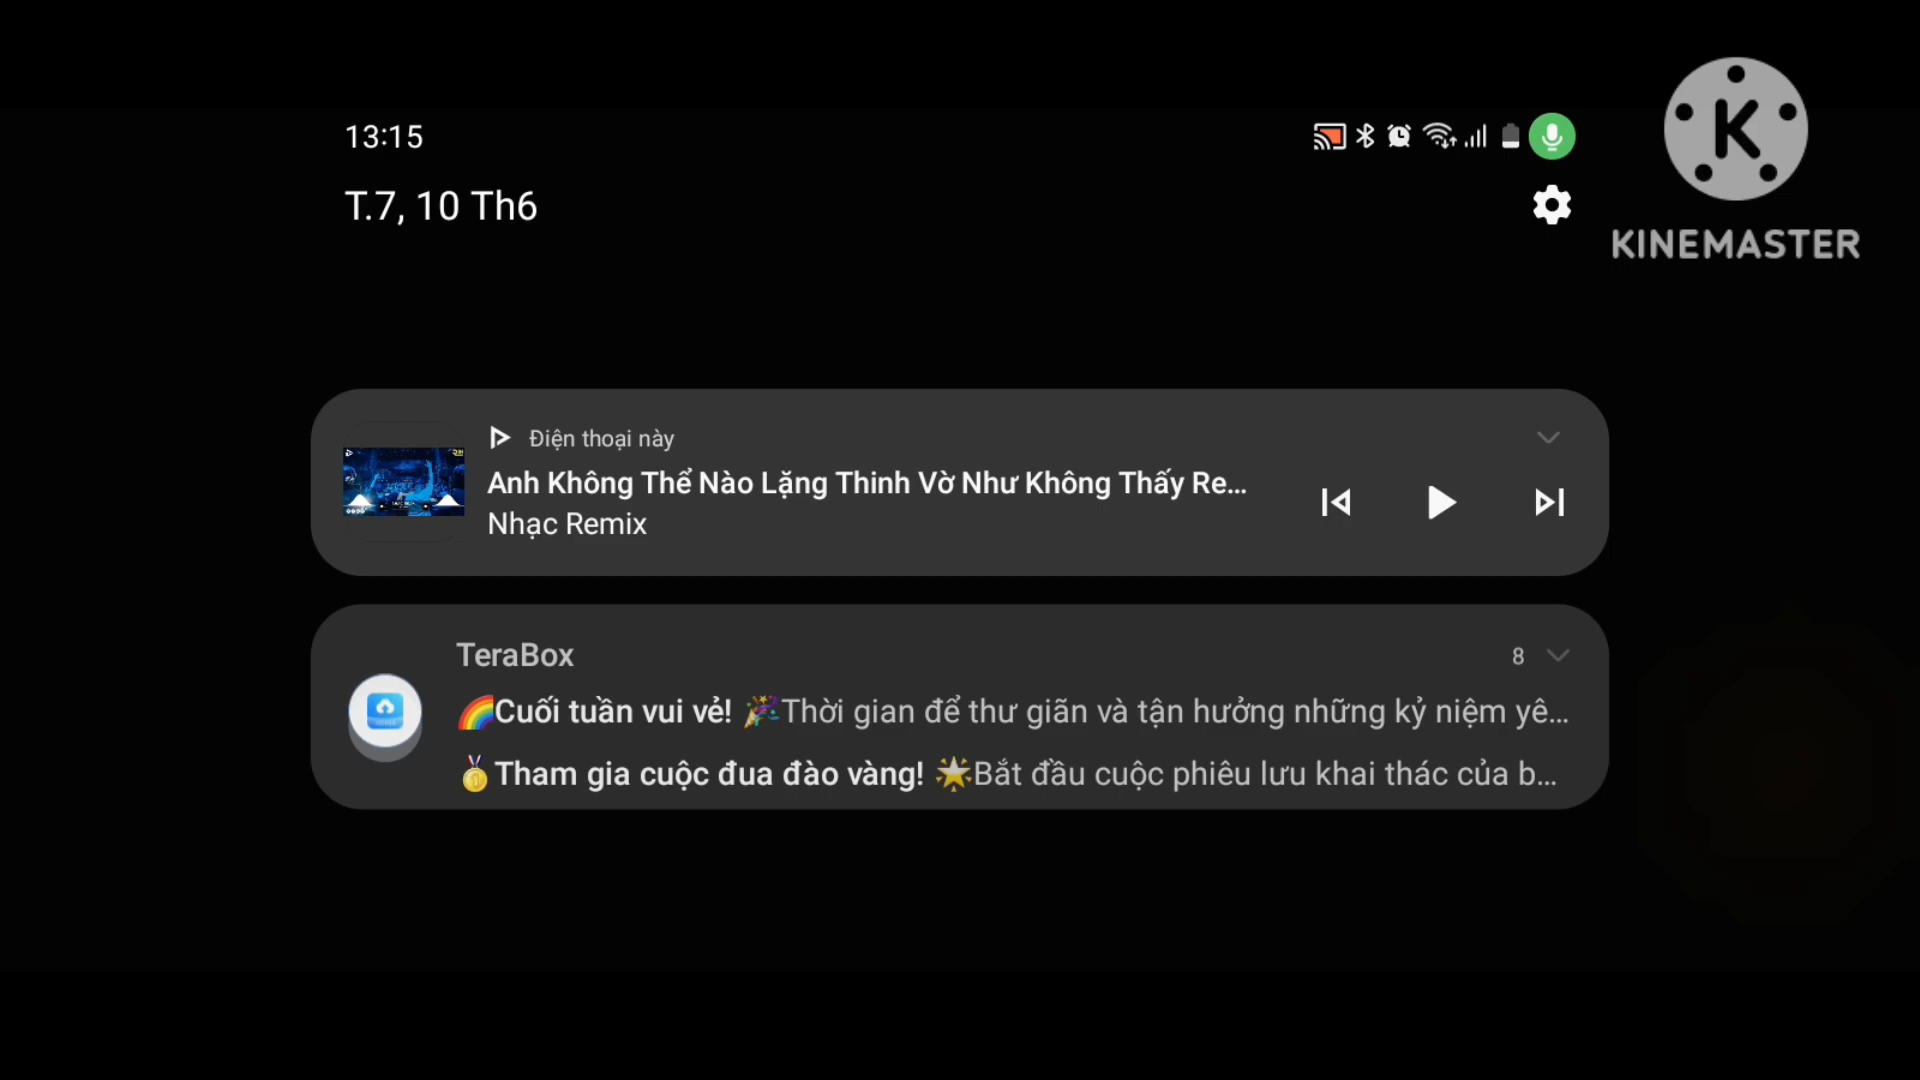 13:15
T.7, 10 Th6
K
KINEMASTER
Điện thoại này
Anh Không Thể Nào Lặng Thinh Vờ Như Không Thấy Re...
Nhạc Remix
TeraBox
8
🌈Cuối tuần vui vẻ! 🎉Thời gian để thư giãn và tận hưởng những kỷ niệm yê...
🥇Tham gia cuộc đua đào vàng! 🌟Bắt đầu cuộc phiêu lưu khai thác của b...